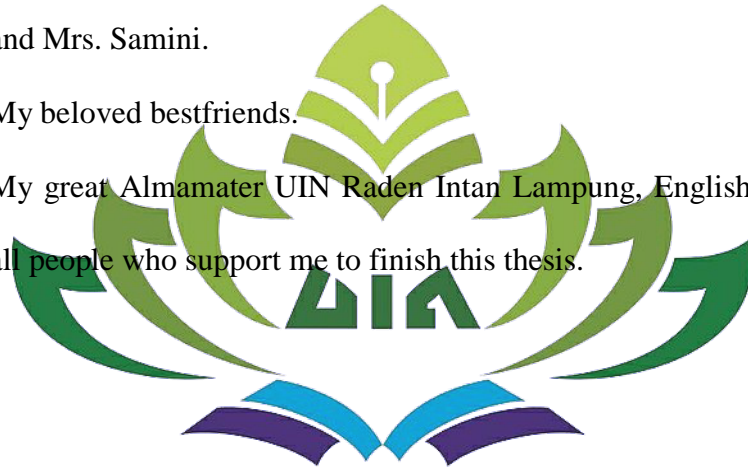 and Mrs. Samini.
My beloved bestfriends.
My great Almamater UIN Raden Intan Lampung, English
all people who support me to finish this thesis.
UIN